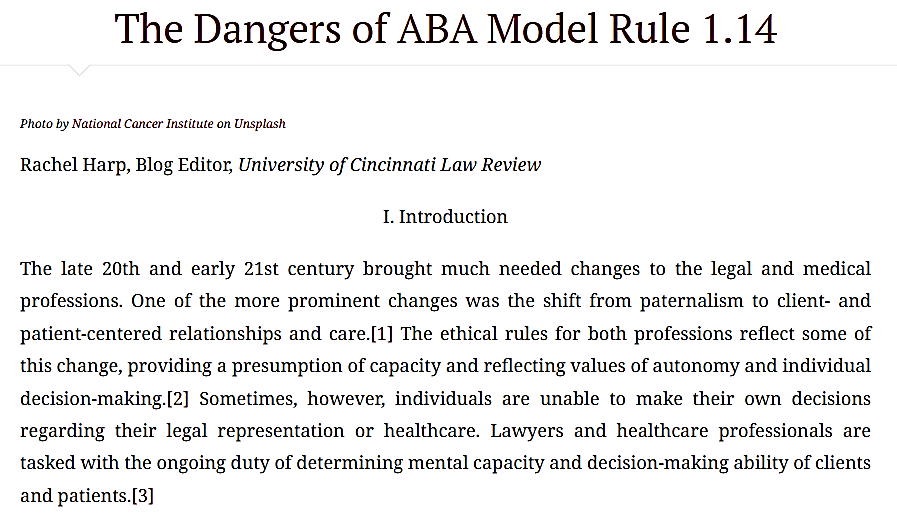 The Dangers of ABA Model Rule 1.14
Photo by National Cancer Institute on Unsplash
Rachel Harp, Blog Editor, University of Cincinnati Law Review
I. Introduction
The late 20th and early 21st century brought much needed changes to the legal and medical
professions. One of the more prominent changes was the shift from paternalism to client- and
patient-centered relationships and care.[1] The ethical rules for both professions reflect some of
this change, providing a presumption of capacity and reflecting values of autonomy and individual
decision-making.[2] Sometimes, however, individuals are unable to make their own decisions
regarding their legal representation or healthcare. Lawyers and healthcare professionals are
tasked with the ongoing duty of determining mental capacity and decision-making ability of clients
and patients.[3]